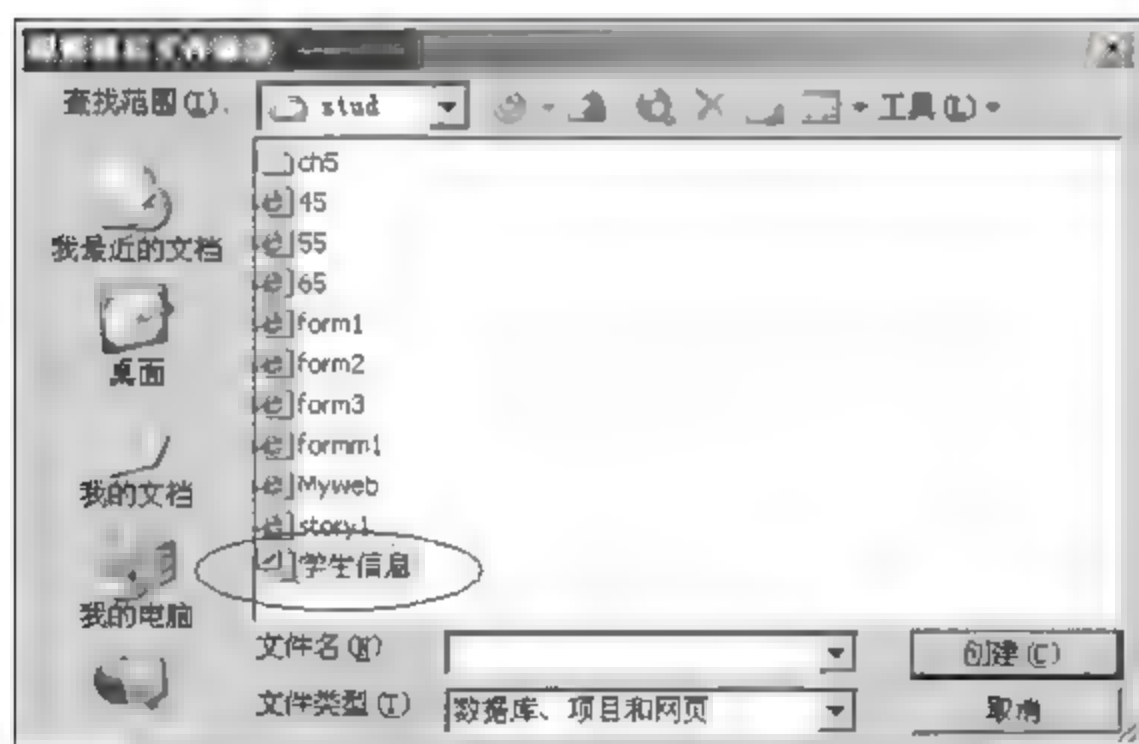 查找范围(I):
stud
工具(L)
ch5
45
55
65
form1
form2
form3
formm1
Myweb
story1
学生信息
我最近的文档
桌面
我的文档
我的电脑
文件名(N)
创建(C)
文件类型(T)
数据库、项目和网页
取消